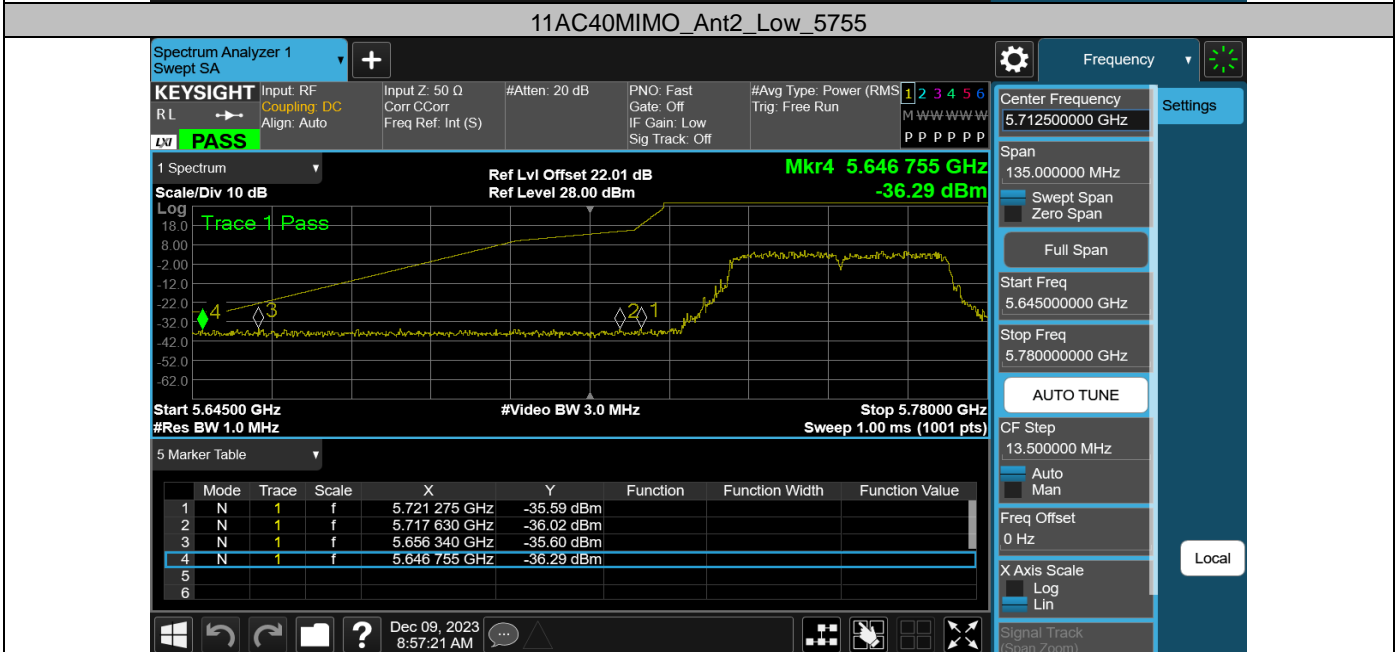 11AC40MIMO_Ant2_Low_5755
Spectrum Analyzer 1
Swept SA
Frequency
KEYSIGHT
RL
LXI PASS
Input: RF
Coupling: DC
Align: Auto
Input Z: 50 Ω
Corr CCorr
Freq Ref: Int (S)
#Atten: 20 dB
PNO: Fast
Gate: Off
IF Gain: Low
Sig Track: Off
#Avg Type: Power (RMS
Trig: Free Run
1 2 3 4 5 6
M W W W W W
P P P P P P
1 Spectrum
Scale/Div 10 dB
Ref Lvl Offset 22.01 dB
Ref Level 28.00 dBm
Mkr4 5.646 755 GHz
-36.29 dBm
Log
Trace 1 Pass
18.0
8.00
-2.00
-12.0
-22.0
-32.0
-42.0
-52.0
-62.0
4
3
2
1
Start 5.64500 GHz
#Video BW 3.0 MHz
Stop 5.78000 GHz
#Res BW 1.0 MHz
Sweep 1.00 ms (1001 pts)
5 Marker Table
Mode Trace Scale X Y Function Function Width Function Value
1 N 1 f 5.721 275 GHz -35.59 dBm
2 N 1 f 5.717 630 GHz -36.02 dBm
3 N 1 f 5.656 340 GHz -35.60 dBm
4 N 1 f 5.646 755 GHz -36.29 dBm
5
6
Dec 09, 2023
8:57:21 AM
Center Frequency
5.712500000 GHz
Span
135.000000 MHz
Swept Span
Zero Span
Full Span
Start Freq
5.645000000 GHz
Stop Freq
5.780000000 GHz
AUTO TUNE
CF Step
13.500000 MHz
Auto
Man
Freq Offset
0 Hz
X Axis Scale
Log
Lin
Signal Track
(Span Zoom)
Settings
Local